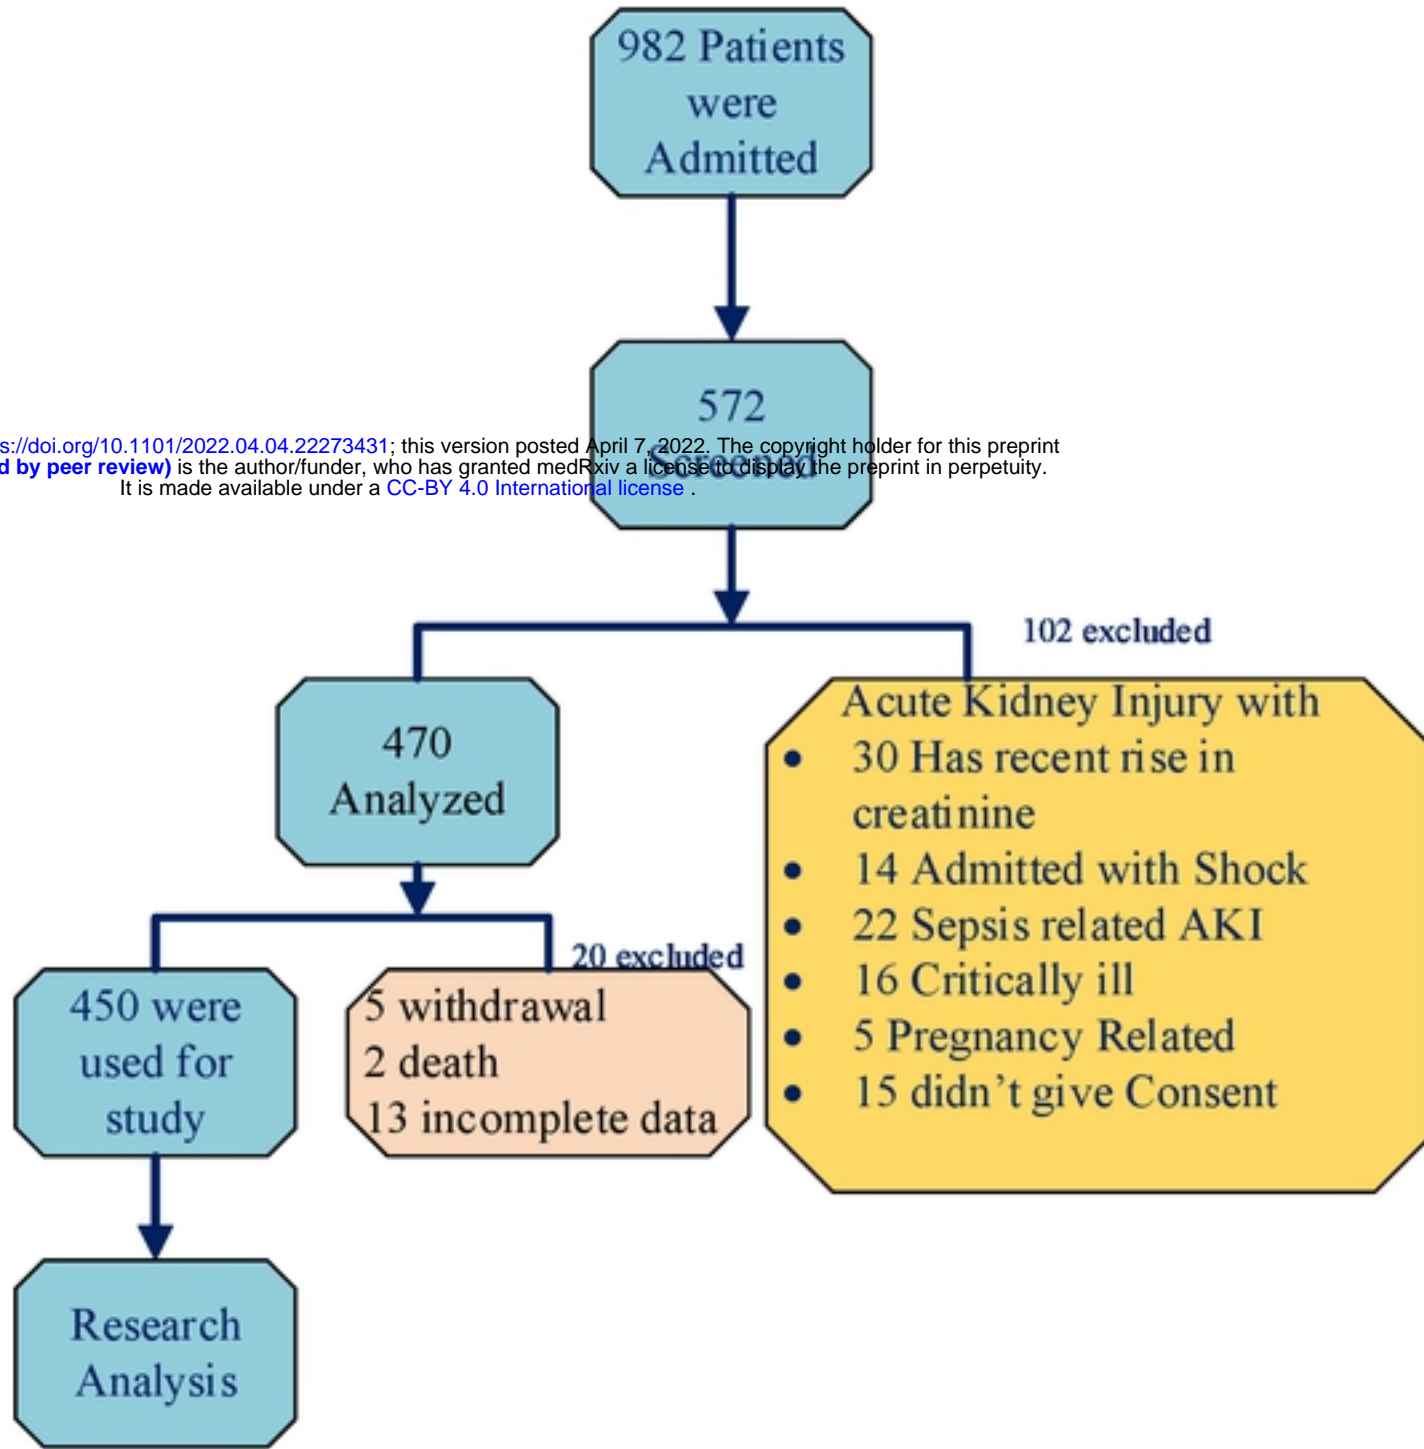 982 Patients
were
Admitted
572
Screened
s://doi.org/10.1101/2022.04.04.22273431; this version posted April 7, 2022. The copyright holder for this preprint
d by peer review) is the author/funder, who has granted medRxiv a license to display the preprint in perpetuity.
It is made available under a CC-BY 4.0 International license .
102 excluded
470
Analyzed
Acute Kidney Injury with
• 30 Has recent rise in
creatinine
• 14 Admitted with Shock
• 22 Sepsis related AKI
• 16 Critically ill
• 5 Pregnancy Related
• 15 didn't give Consent
20 excluded
450 were
used for
study
5 withdrawal
2 death
13 incomplete data
Research
Analysis